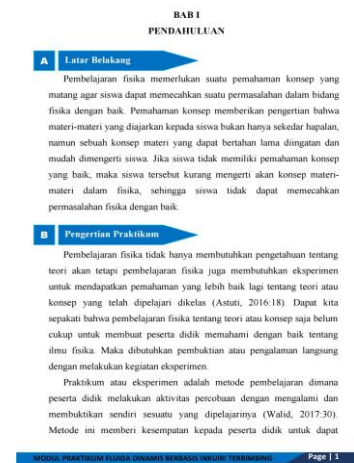 BAB I
PENDAHULUAN
A Latar Belakang
Pembelajaran fisika memerlukan suatu pemahaman konsep yang
matang agar siswa dapat memecahkan suatu permasalahan dalam bidang
fisika dengan baik. Pemahaman konsep memberikan pengertian bahwa
materi-materi yang diajarkan kepada siswa bukan hanya sekedar hapalan,
namun sebuah konsep materi yang dapat bertahan lama diingatan dan
mudah dimengerti siswa. Jika siswa tidak memiliki pemahaman konsep
yang baik, maka siswa tersebut kurang mengerti akan konsep materi-
materi dalam fisika, sehingga siswa tidak dapat memecahkan
permasalahan fisika dengan baik.
B Pengertian Praktikum
Pembelajaran fisika tidak hanya membutuhkan pengetahuan tentang
teori akan tetapi pembelajaran fisika juga membutuhkan eksperimen
untuk mendapatkan pemahaman yang lebih baik lagi tentang teori atau
konsep yang telah dipelajari dikelas (Astuti, 2016:18). Dapat kita
sepakati bahwa pembelajaran fisika tentang teori atau konsep saja belum
cukup untuk membuat peserta didik memahami dengan baik tentang
ilmu fisika. Maka dibutuhkan pembuktian atau pengalaman langsung
dengan melakukan kegiatan eksperimen.
Praktikum atau eksperimen adalah metode pembelajaran dimana
peserta didik melakukan aktivitas percobaan dengan mengalami dan
membuktikan sendiri sesuatu yang dipelajarinya (Walid, 2017:30).
Metode ini memberi kesempatan kepada peserta didik untuk dapat
MODUL PRAKTIKUM FLUIDA DINAMIS BERBASIS INKUIRI TERBIMBING Page | 1